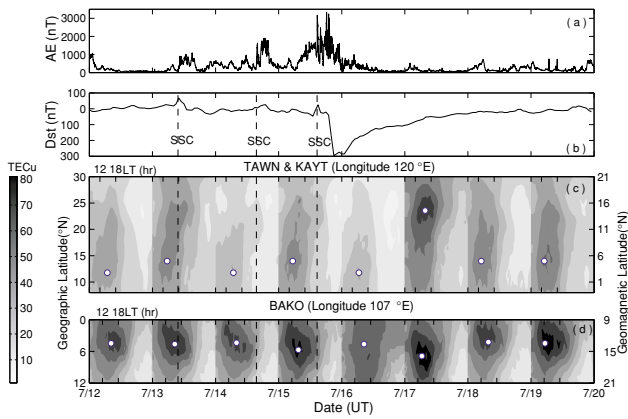 3000
2000
1000
0
AE (nT)
( a )
100
0
100
200
300
Dst (nT)
SSC SSC SSC
( b )
TECu
80
70
60
50
40
30
20
10
12 18LT (hr) TAWN & KAYT (Longitude 120 °E)
30
25
20
15
10
( c )
21
16
11
6
1
Geographic Latitude(°N)
Geomagnetic Latitude(°N)
12 18LT (hr) BAKO (Longitude 107 °E)
0
6
12
( d )
9
15
21
7/12 7/13 7/14 7/15 7/16 7/17 7/18 7/19 7/20
Date (UT)